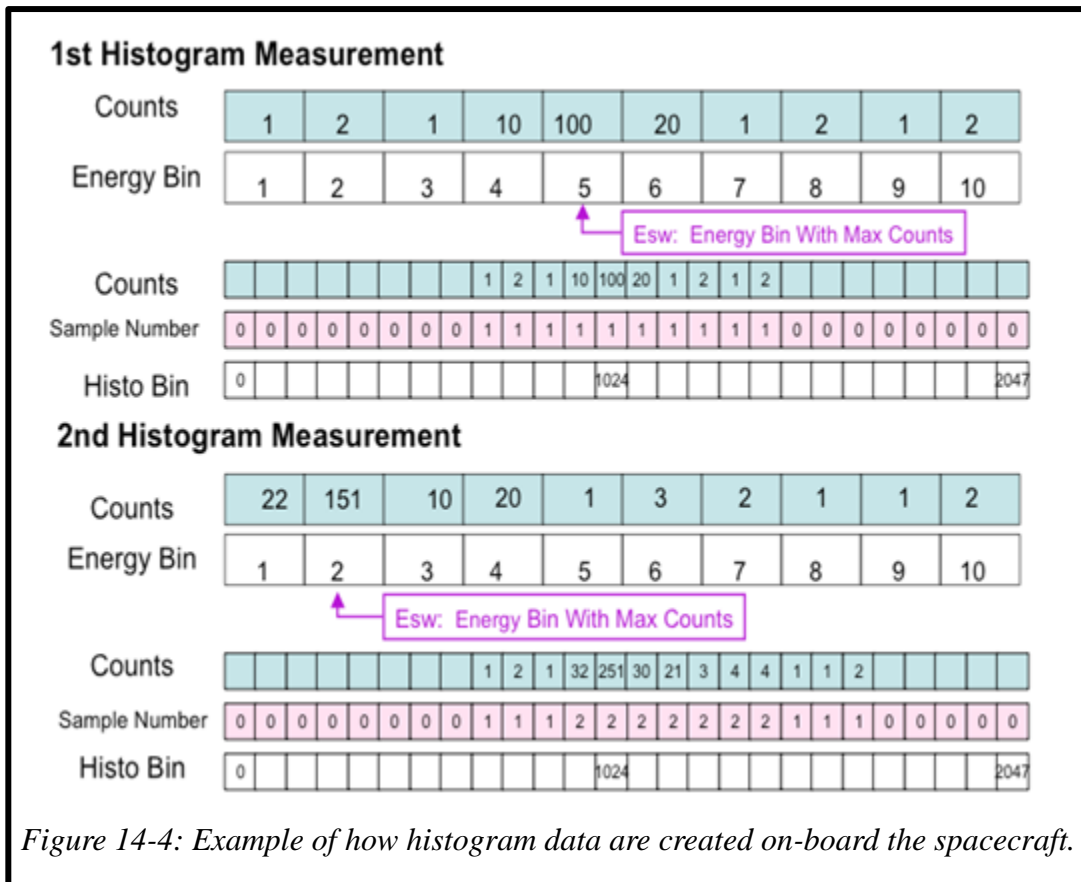 1st Histogram Measurement
Counts 1 2 1 10 100 20 1 2 1 2
Energy Bin 1 2 3 4 5 6 7 8 9 10
Esw: Energy Bin With Max Counts
Counts 1 2 1 10 100 20 1 2 1 2
Sample Number 0 0 0 0 0 0 0 0 1 1 1 1 1 1 1 1 1 1 0 0 0 0 0 0 0 0
Histo Bin 0 1024 2047
2nd Histogram Measurement
Counts 22 151 10 20 1 3 2 1 1 2
Energy Bin 1 2 3 4 5 6 7 8 9 10
Esw: Energy Bin With Max Counts
Counts 1 2 1 32 251 30 21 3 4 4 1 1 2
Sample Number 0 0 0 0 0 0 0 0 1 1 1 2 2 2 2 2 2 2 1 1 1 0 0 0 0 0
Histo Bin 0 1024 2047
Figure 14-4: Example of how histogram data are created on-board the spacecraft.